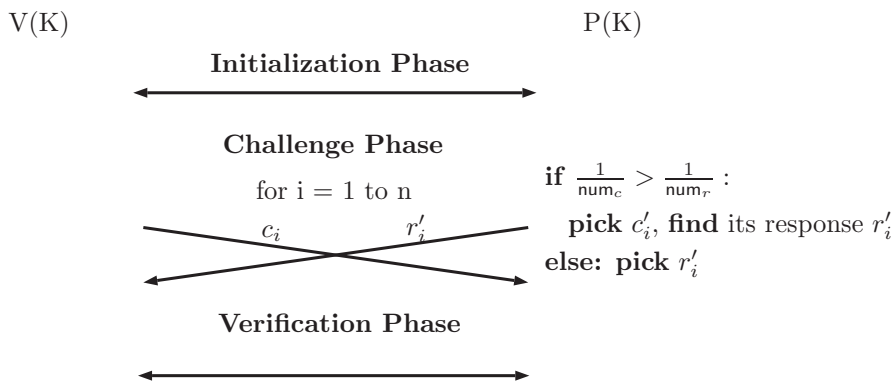 V(K) P(K)
Initialization Phase
Challenge Phase
for i = 1 to n
if 1/num_c > 1/num_r :
c_i r'_i
pick c'_i, find its response r'_i
else: pick r'_i
Verification Phase